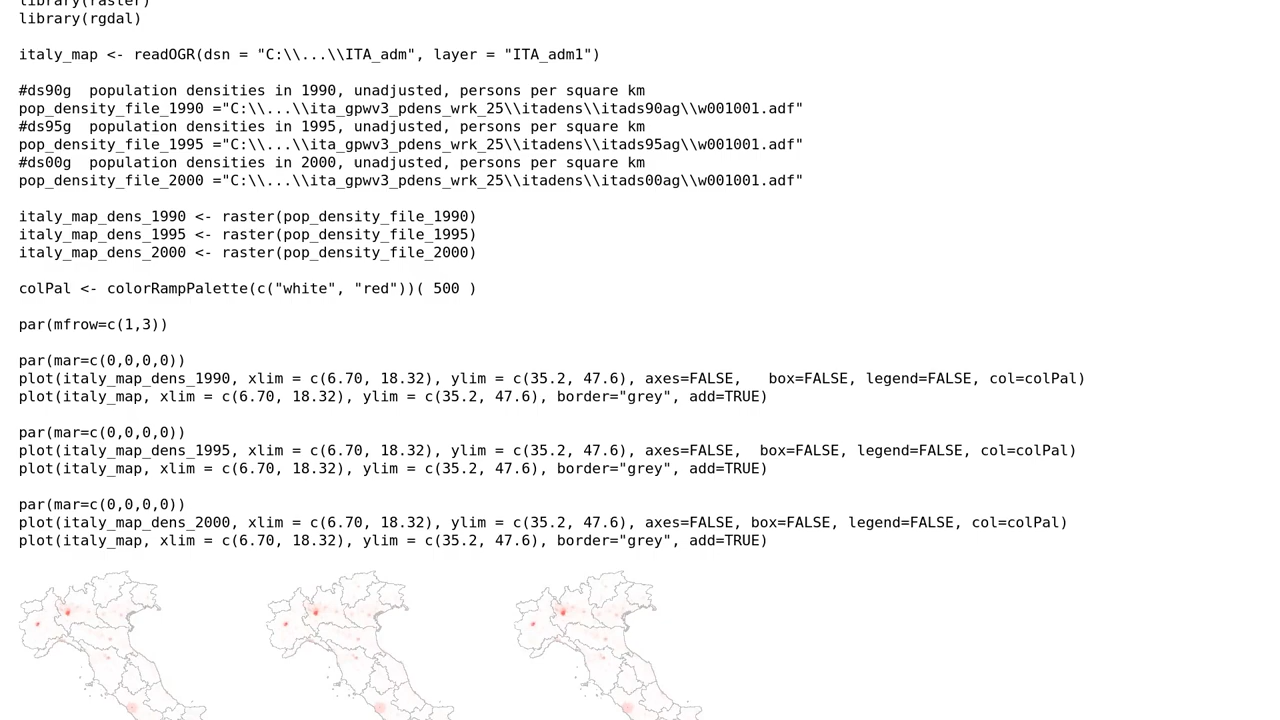 library(raster)
library(rgdal)
italy_map <- readOGR(dsn = "C:\\...\\ITA_adm", layer = "ITA_adm1")
#ds90g  population densities in 1990, unadjusted, persons per square km
pop_density_file_1990 ="C:\\...\\ita_gpwv3_pdens_wrk_25\\itadens\\itads90ag\\w001001.adf"
#ds95g  population densities in 1995, unadjusted, persons per square km
pop_density_file_1995 ="C:\\...\\ita_gpwv3_pdens_wrk_25\\itadens\\itads95ag\\w001001.adf"
#ds00g  population densities in 2000, unadjusted, persons per square km
pop_density_file_2000 ="C:\\...\\ita_gpwv3_pdens_wrk_25\\itadens\\itads00ag\\w001001.adf"
italy_map_dens_1990 <- raster(pop_density_file_1990)
italy_map_dens_1995 <- raster(pop_density_file_1995)
italy_map_dens_2000 <- raster(pop_density_file_2000)
colPal <- colorRampPalette(c("white", "red"))( 500 )
par(mfrow=c(1,3))
par(mar=c(0,0,0,0))
plot(italy_map_dens_1990, xlim = c(6.70, 18.32), ylim = c(35.2, 47.6), axes=FALSE,   box=FALSE, legend=FALSE, col=colPal)
plot(italy_map, xlim = c(6.70, 18.32), ylim = c(35.2, 47.6), border="grey", add=TRUE)
par(mar=c(0,0,0,0))
plot(italy_map_dens_1995, xlim = c(6.70, 18.32), ylim = c(35.2, 47.6), axes=FALSE,  box=FALSE, legend=FALSE, col=colPal)
plot(italy_map, xlim = c(6.70, 18.32), ylim = c(35.2, 47.6), border="grey", add=TRUE)
par(mar=c(0,0,0,0))
plot(italy_map_dens_2000, xlim = c(6.70, 18.32), ylim = c(35.2, 47.6), axes=FALSE, box=FALSE, legend=FALSE, col=colPal)
plot(italy_map, xlim = c(6.70, 18.32), ylim = c(35.2, 47.6), border="grey", add=TRUE)